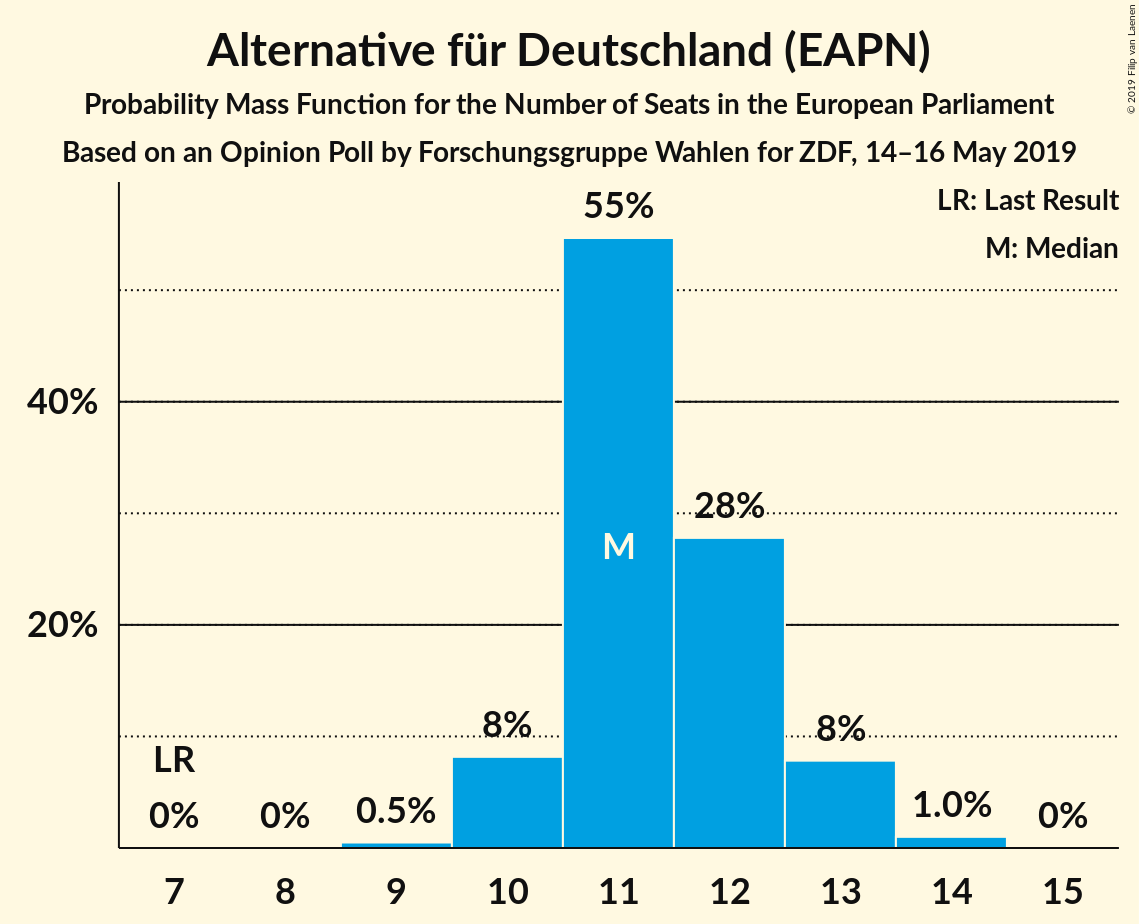 Alternative für Deutschland (EAPN)
Probability Mass Function for the Number of Seats in the European Parliament
Based on an Opinion Poll by Forschungsgruppe Wahlen for ZDF, 14–16 May 2019
© 2019 Filip van Laenen
LR: Last Result
M: Median
55%
40%
28%
M
20%
8%
8%
LR
0%
0%
0.5%
1.0%
0%
7 8 9 10 11 12 13 14 15